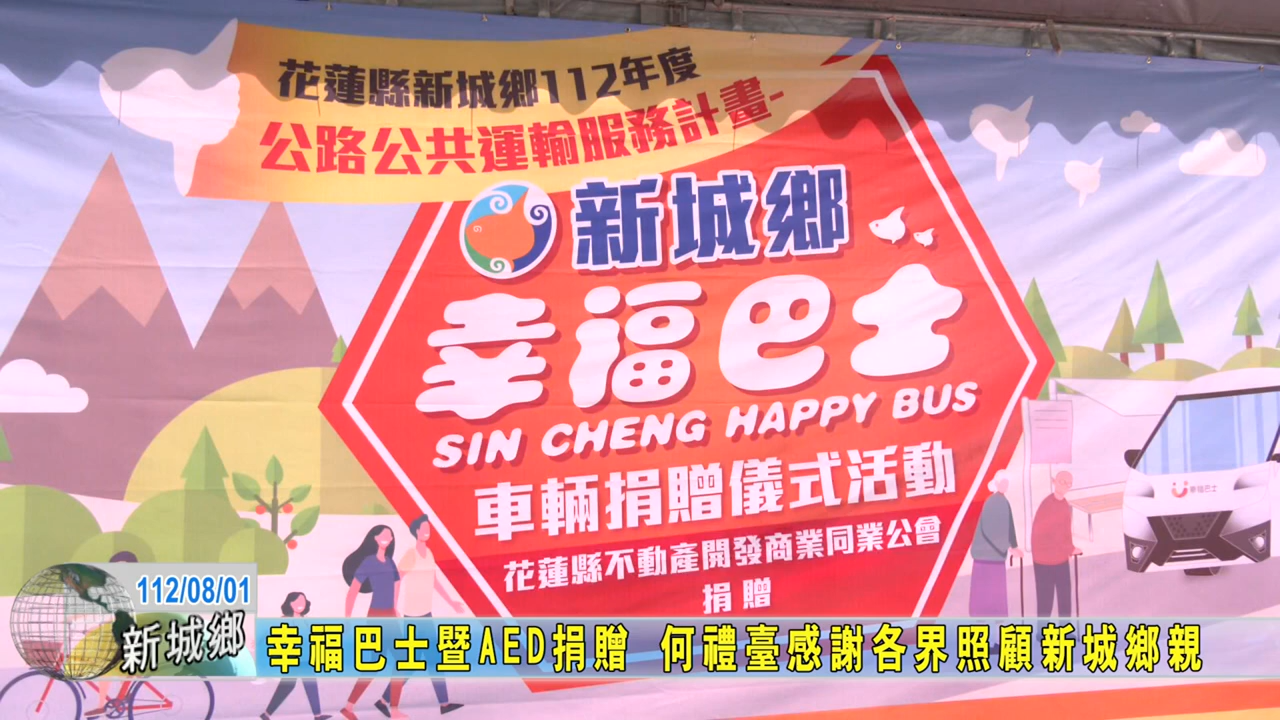 花蓮縣新城鄉112年度
公路公共運輸服務計畫-
新城鄉
幸福巴士
SIN CHENG HAPPY BUS
車輛捐贈儀式活動
花蓮縣不動產開發商業同業公會
捐贈
幸福巴士
112/08/01
新城鄉
幸福巴士暨AED捐贈 何禮臺感謝各界照顧新城鄉親